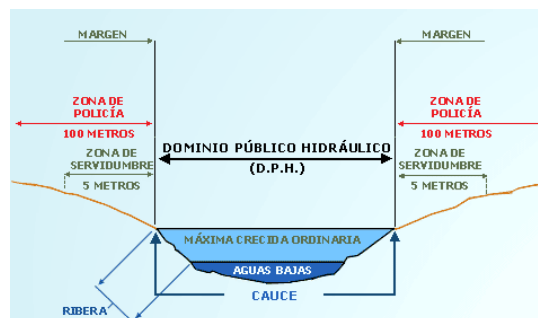 MARGEN
MARGEN
ZONA DE
POLICÍA
100 METROS
ZONA DE
POLICÍA
100 METROS
DOMINIO PÚBLICO HIDRÁULICO
(D.P.H.)
ZONA DE
SERVIDUMBRE
5 METROS
ZONA DE
SERVIDUMBRE
5 METROS
MÁXIMA CRECIDA ORDINARIA
AGUAS BAJAS
CAUCE
RIBERA